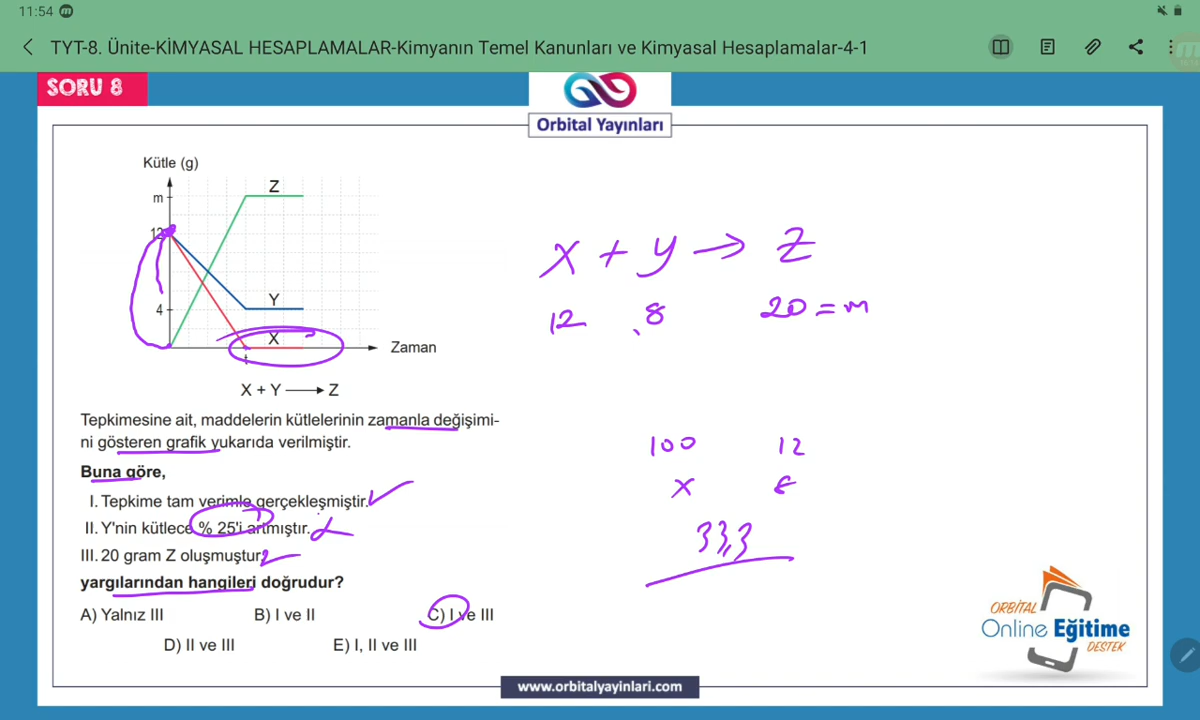 11:54
TYT-8. Ünite-KİMYASAL HESAPLAMALAR-Kimyanın Temel Kanunları ve Kimyasal Hesaplamalar-4-1
SORU 8
Orbital Yayınları
Kütle (g)
m
Z
12
4
Y
X
Zaman
t
X + Y → Z
Tepkimesine ait, maddelerin kütlelerinin zamanla değişimi-
ni gösteren grafik yukarıda verilmiştir.
Buna göre,
I. Tepkime tam verimle gerçekleşmiştir.
II. Y'nin kütlece % 25'i artmıştır.
III. 20 gram Z oluşmuştur.
yargılarından hangileri doğrudur?
A) Yalnız III B) I ve II C) I ve III
D) II ve III E) I, II ve III
X + Y → Z
12 8 20 = m
100 12
X
33,3
ORBİTAL
Online Eğitime
DESTEK
www.orbitalyayinlari.com